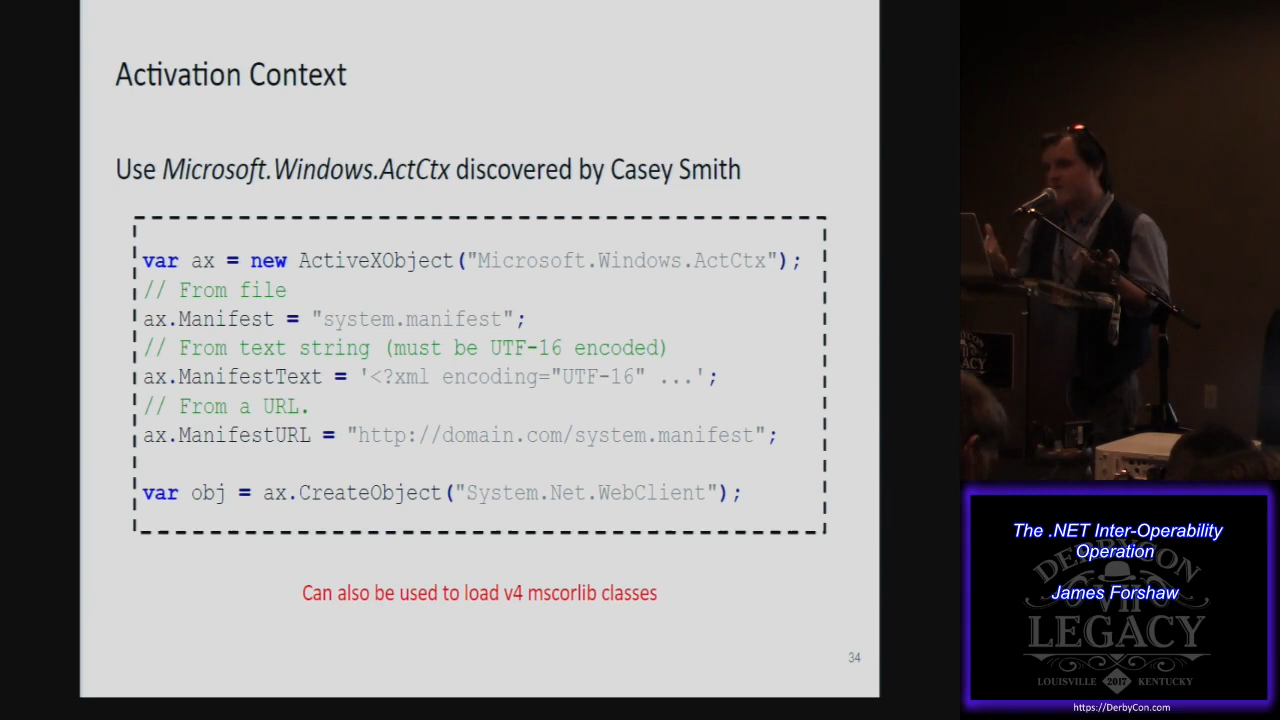 Activation Context
Use Microsoft.Windows.ActCtx discovered by Casey Smith
var ax = new ActiveXObject("Microsoft.Windows.ActCtx");
// From file
ax.Manifest = "system.manifest";
// From text string (must be UTF-16 encoded)
ax.ManifestText = '<?xml encoding="UTF-16" ...';
// From a URL.
ax.ManifestURL = "http://domain.com/system.manifest";
var obj = ax.CreateObject("System.Net.WebClient");
Can also be used to load v4 mscorlib classes
34
LEGACY
The .NET Inter-Operability
Operation
James Forshaw
DERBYCON
VII
LEGACY
LOUISVILLE 2017 KENTUCKY
https://DerbyCon.com